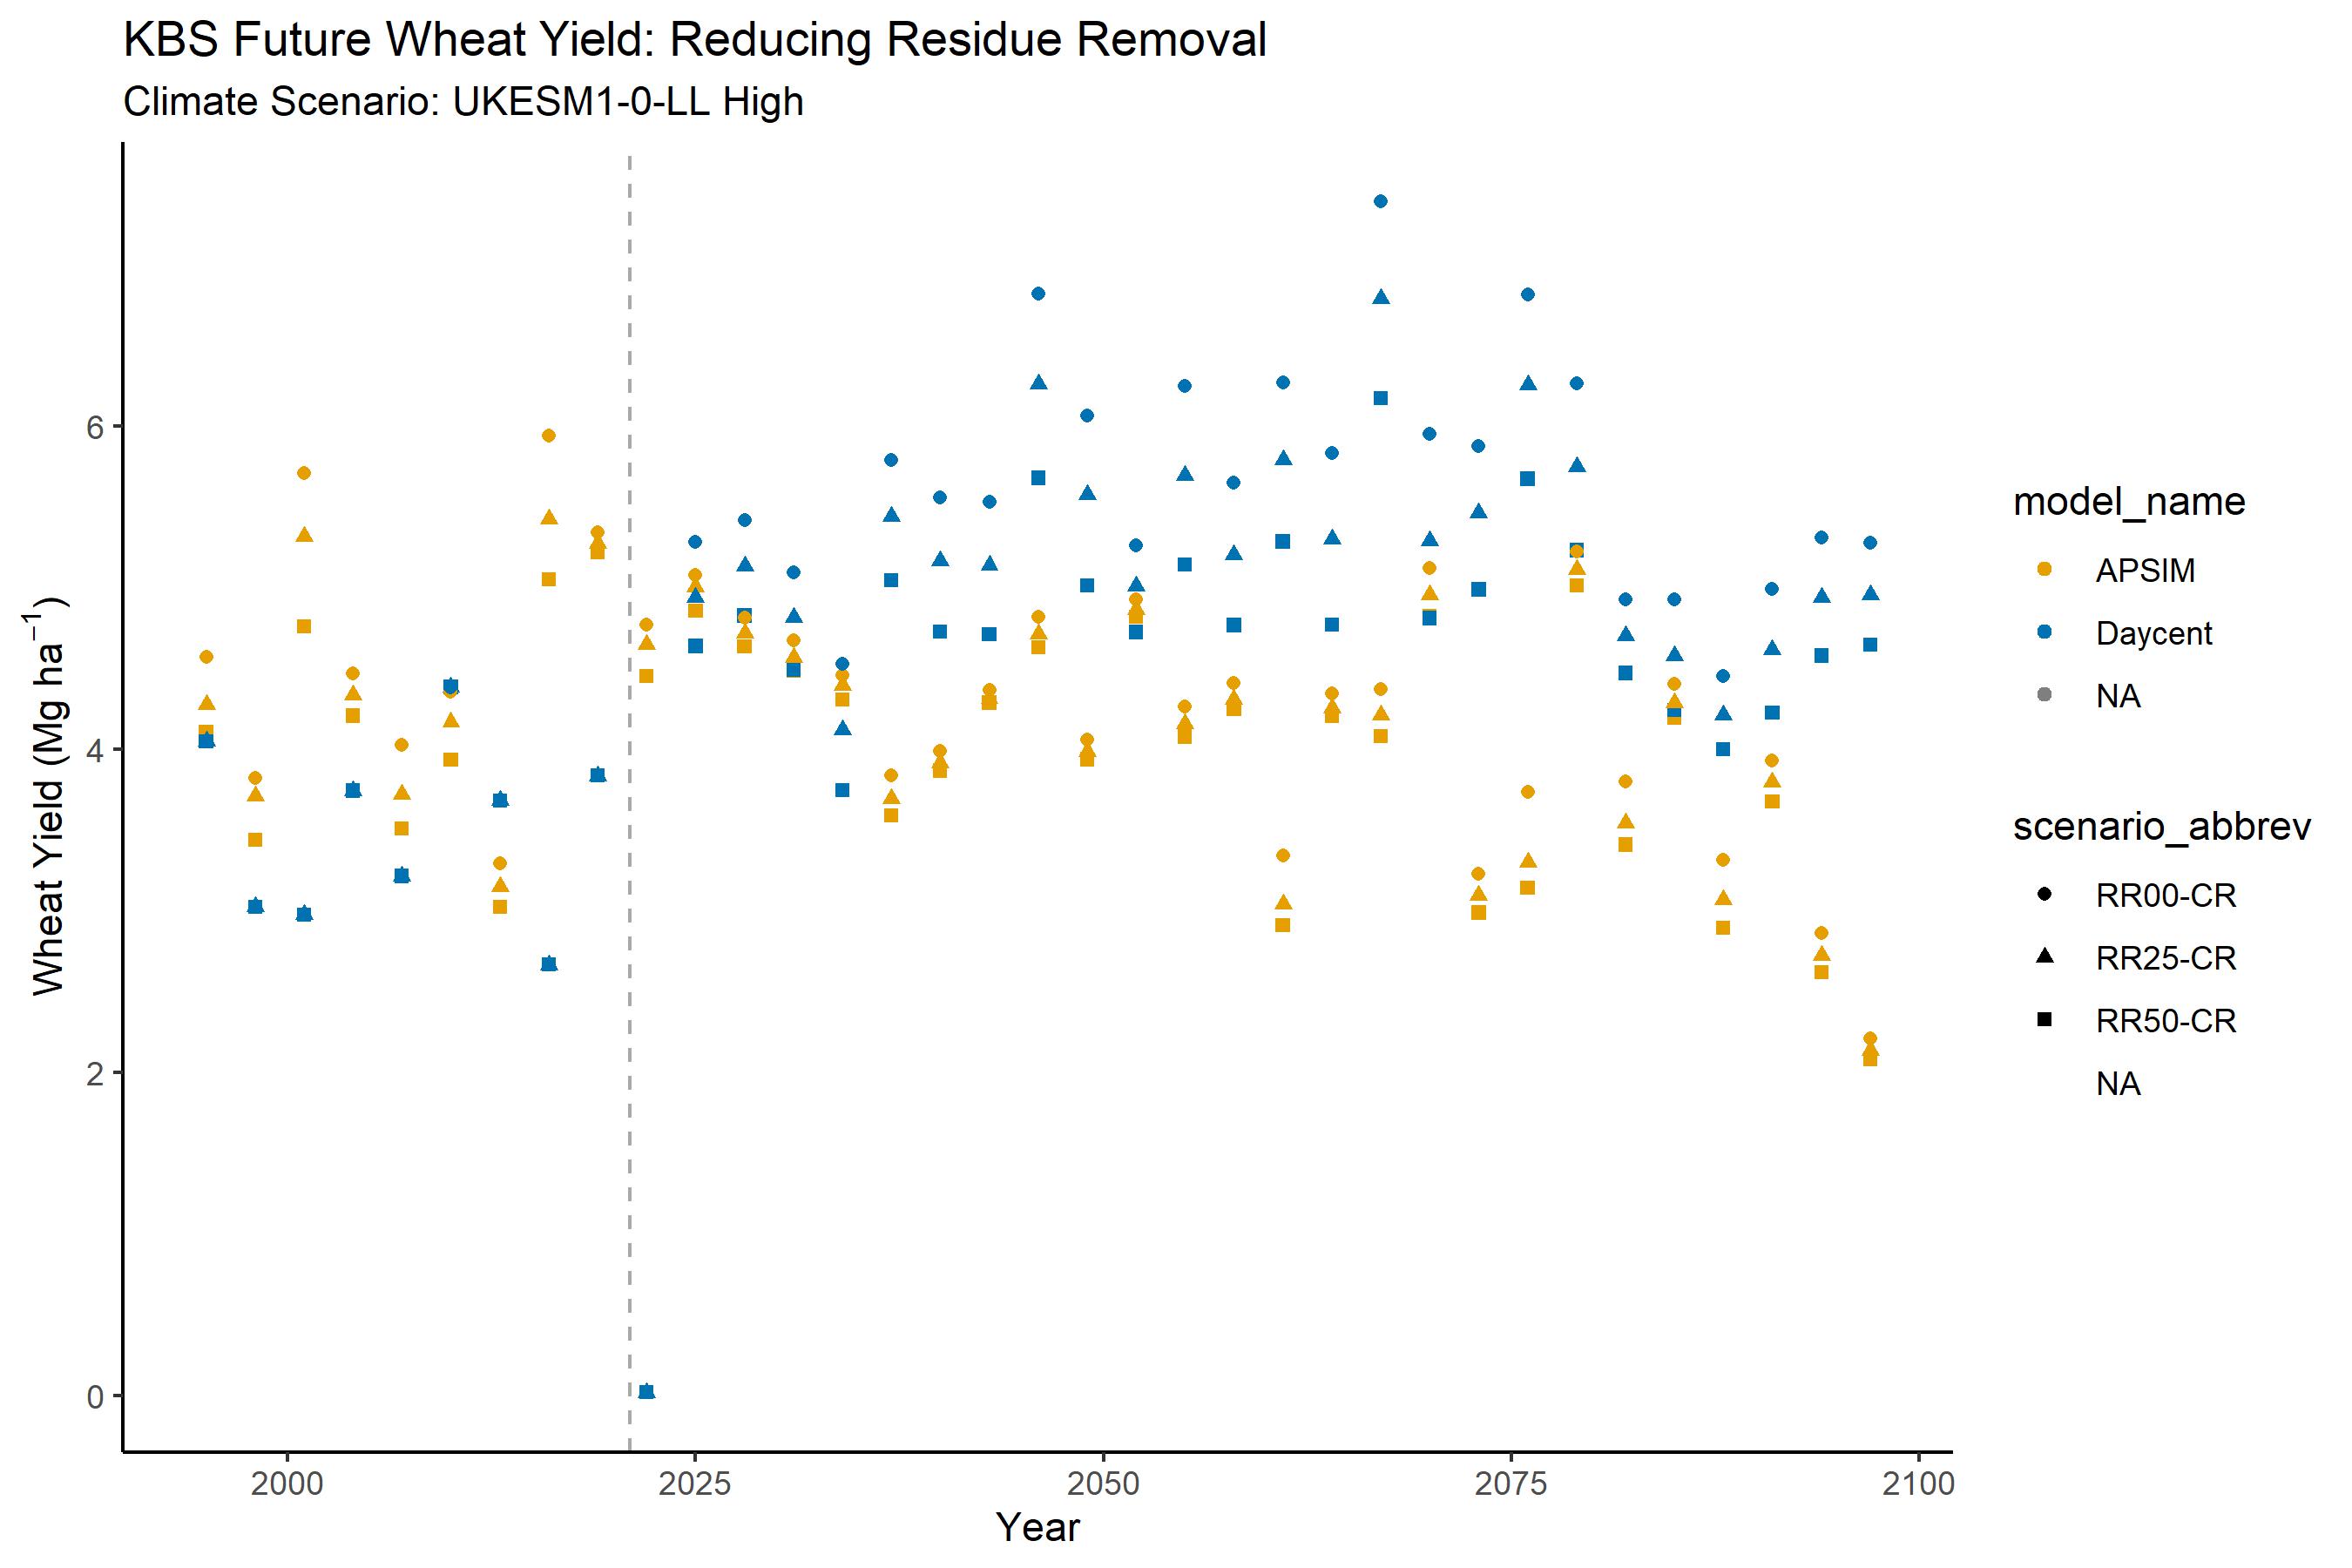 KBS Future Wheat Yield: Reducing Residue Removal
Climate Scenario: UKESM1-0-LL High
Wheat Yield (Mg ha⁻¹)
6
4
2
0
2000
2025
2050
2075
2100
Year
model_name
APSIM
Daycent
NA
scenario_abbrev
RR00-CR
RR25-CR
RR50-CR
NA